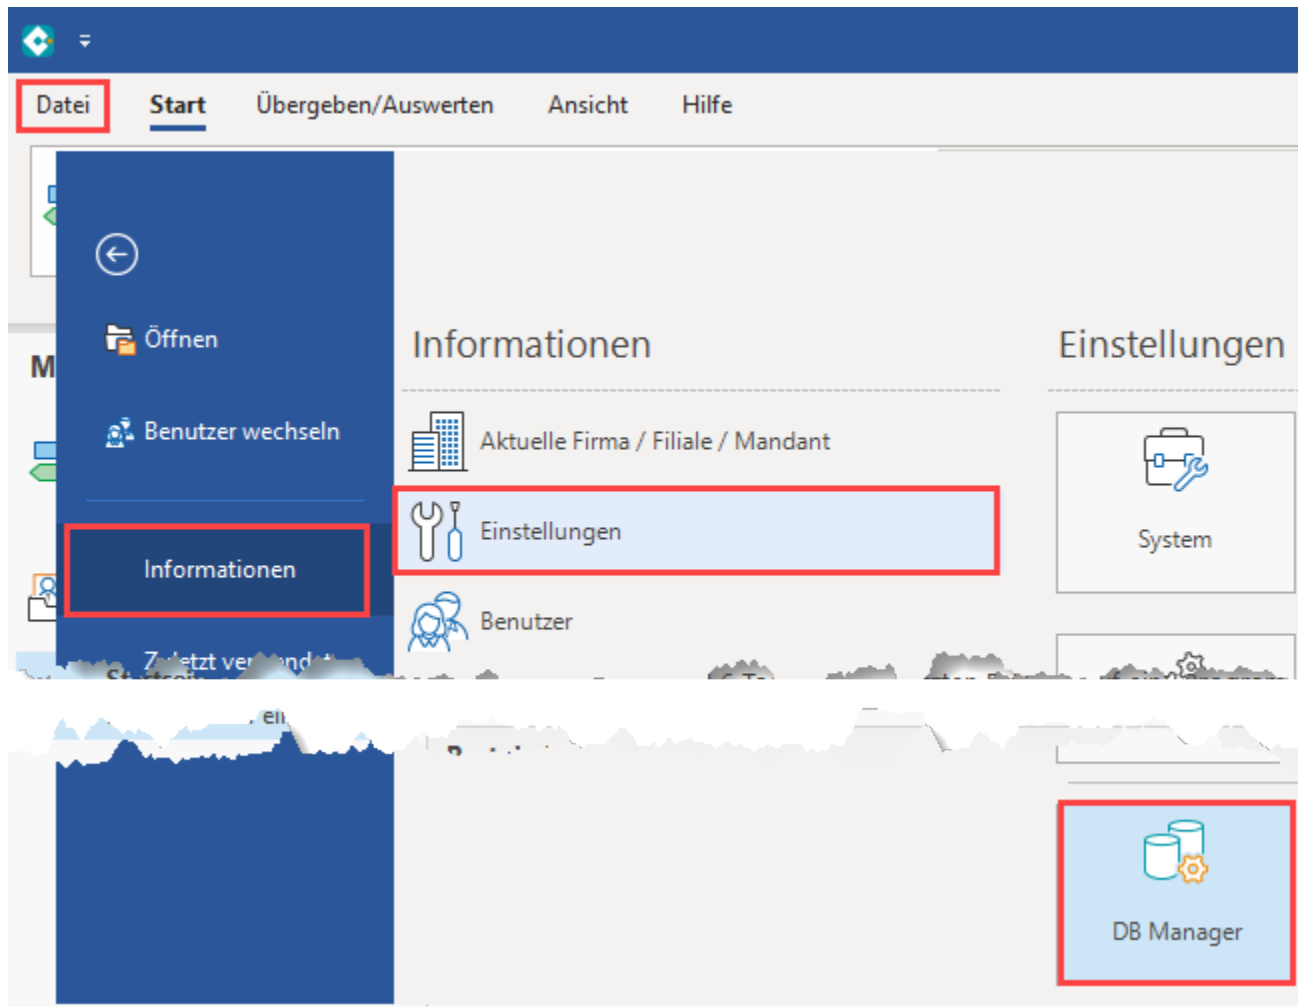 Datei Start Übergeben/Auswerten Ansicht Hilfe
Öffnen
Informationen
Einstellungen
M
Benutzer wechseln
Aktuelle Firma / Filiale / Mandant
Einstellungen
System
Informationen
Benutzer
DB Manager